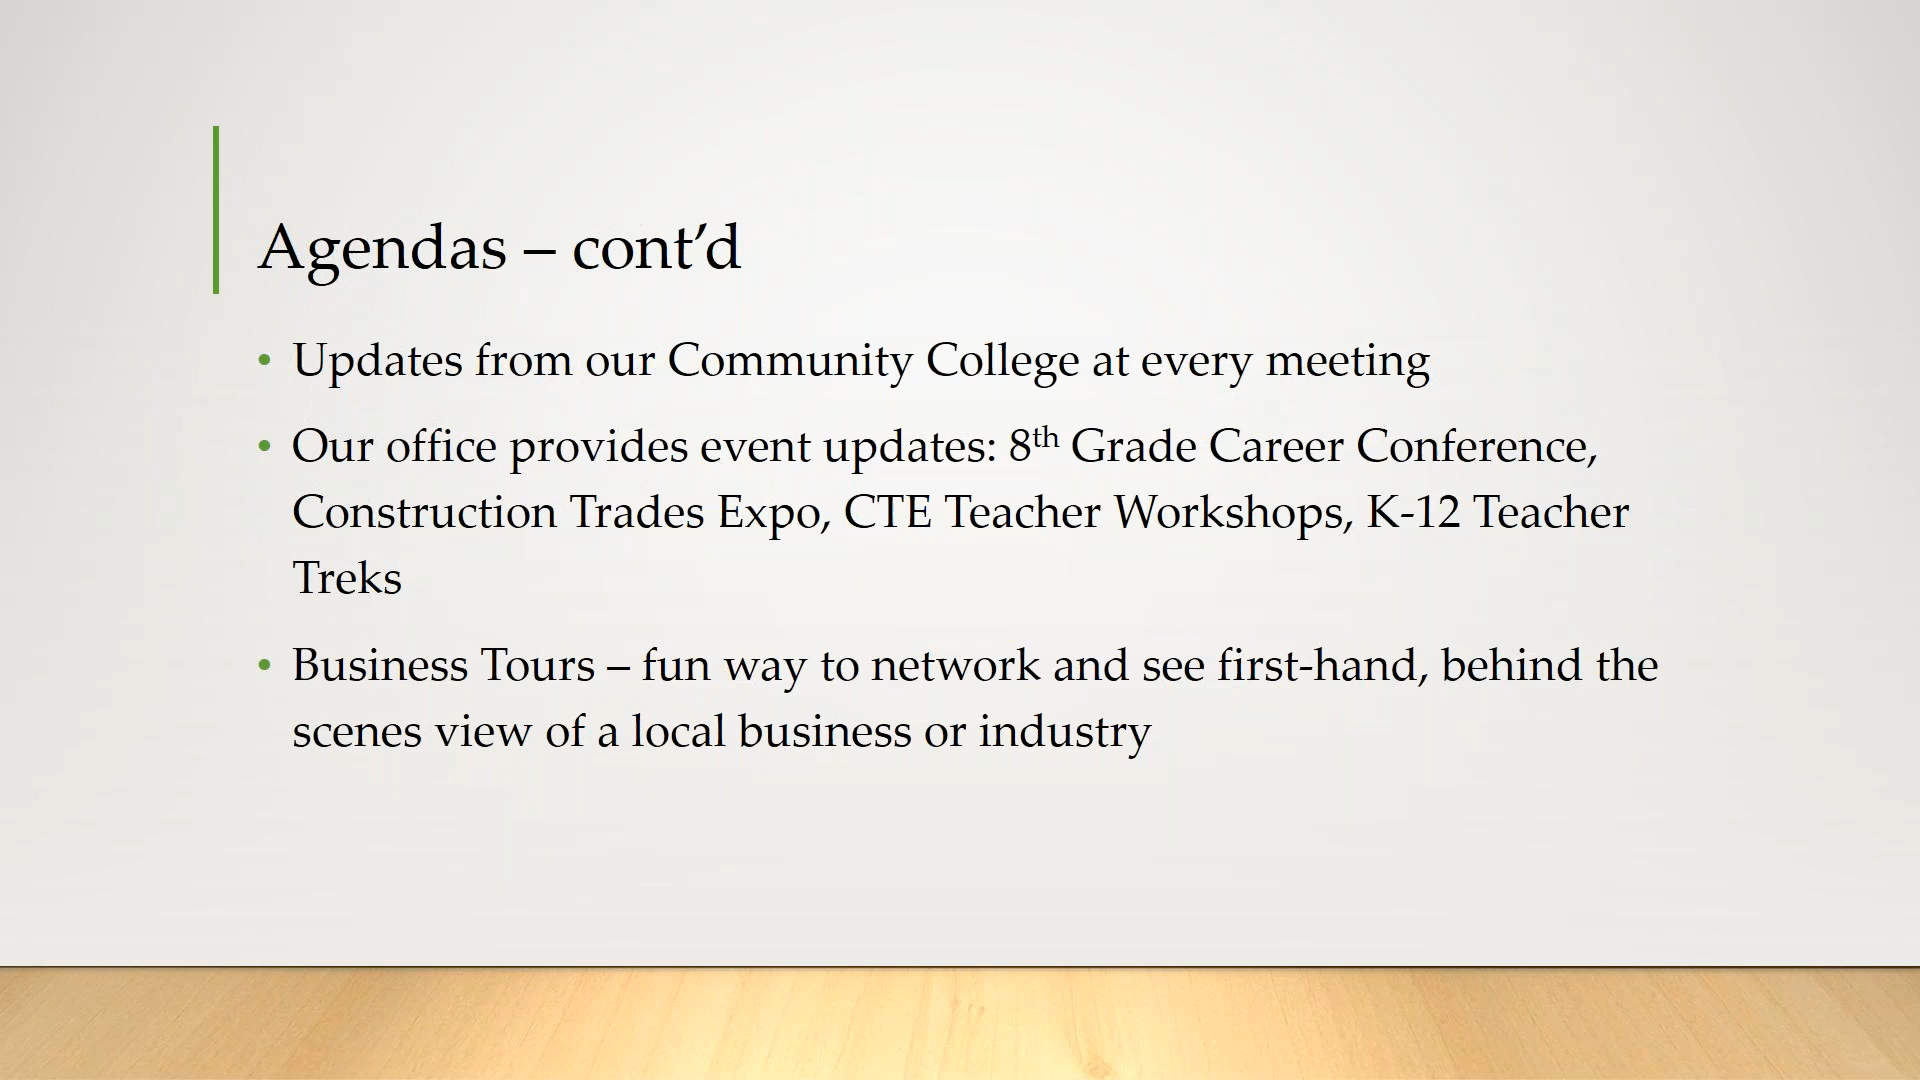 Agendas – cont’d
• Updates from our Community College at every meeting
• Our office provides event updates: 8th Grade Career Conference,
Construction Trades Expo, CTE Teacher Workshops, K-12 Teacher
Treks
• Business Tours – fun way to network and see first-hand, behind the
scenes view of a local business or industry